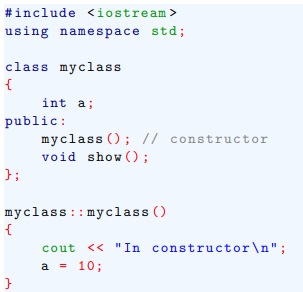 #include <iostream>
using namespace std;
class myclass
{
int a;
public:
myclass(); // constructor
void show();
};
myclass::myclass()
{
cout << "In constructor\n";
a = 10;
}